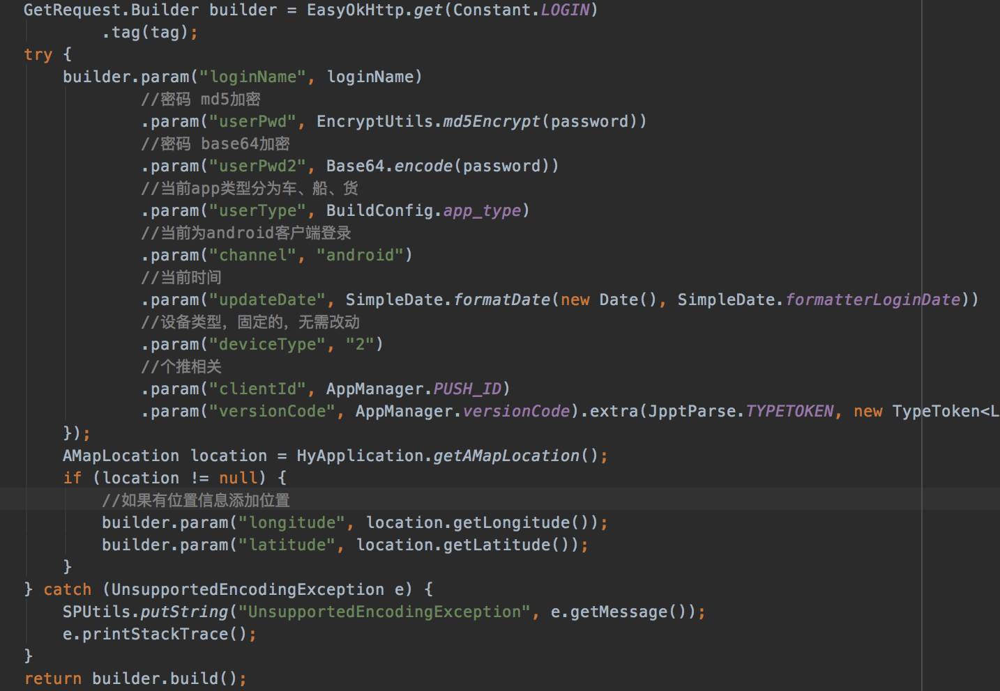 GetRequest.Builder builder = EasyOkHttp.get(Constant.LOGIN)
.tag(tag);
try {
builder.param("loginName", loginName)
//密码 md5加密
.param("userPwd", EncryptUtils.md5Encrypt(password))
//密码 base64加密
.param("userPwd2", Base64.encode(password))
//当前app类型分为车、船、货
.param("userType", BuildConfig.app_type)
//当前为android客户端登录
.param("channel", "android")
//当前时间
.param("updateDate", SimpleDate.formatDate(new Date(), SimpleDate.formatterLoginDate))
//设备类型，固定的，无需改动
.param("deviceType", "2")
//个推相关
.param("clientId", AppManager.PUSH_ID)
.param("versionCode", AppManager.versionCode).extra(JpptParse.TYPETOKEN, new TypeToken<L
});
AMapLocation location = HyApplication.getAMapLocation();
if (location != null) {
//如果有位置信息添加位置
builder.param("longitude", location.getLongitude());
builder.param("latitude", location.getLatitude());
}
} catch (UnsupportedEncodingException e) {
SPUtils.putString("UnsupportedEncodingException", e.getMessage());
e.printStackTrace();
}
return builder.build();